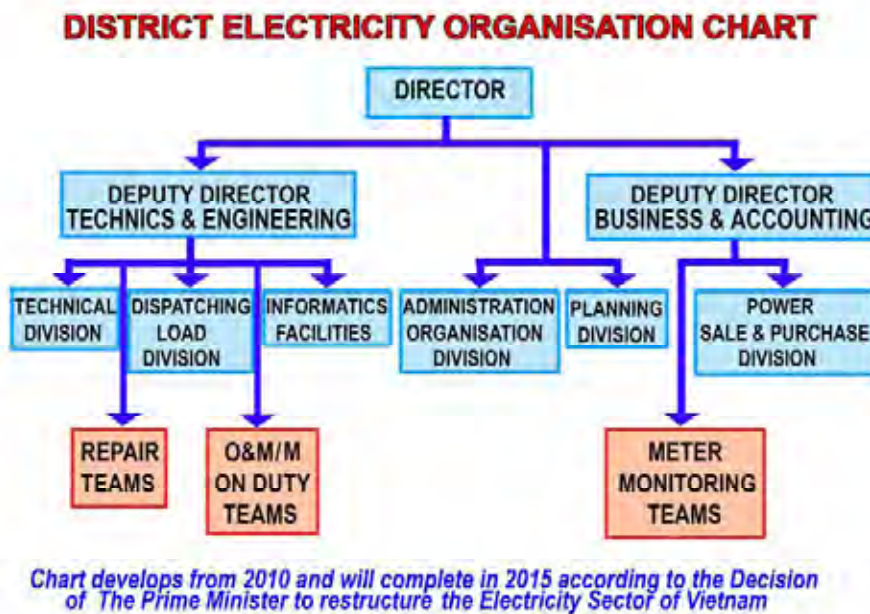 DISTRICT ELECTRICITY ORGANISATION CHART
DIRECTOR
DEPUTY DIRECTOR
TECHNICS & ENGINEERING
DEPUTY DIRECTOR
BUSINESS & ACCOUNTING
TECHNICAL
DIVISION
DISPATCHING
LOAD
DIVISION
INFORMATICS
FACILITIES
ADMINISTRATION
ORGANISATION
DIVISION
PLANNING
DIVISION
POWER
SALE & PURCHASE
DIVISION
REPAIR
TEAMS
O&M/M
ON DUTY
TEAMS
METER
MONITORING
TEAMS
Chart develops from 2010 and will complete in 2015 according to the Decision
of The Prime Minister to restructure the Electricity Sector of Vietnam